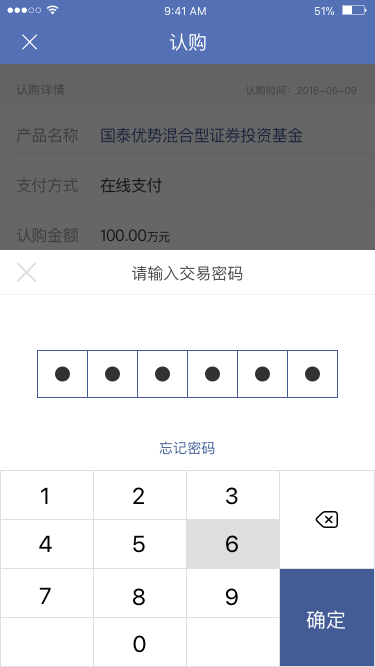 9:41 AM 51%
认购
认购详情 认购时间：2016-06-09
产品名称 国泰优势混合型证券投资基金
支付方式 在线支付
认购金额 100.00万元
请输入交易密码
忘记密码
1 2 3
4 5 6
7 8 9
确定
0